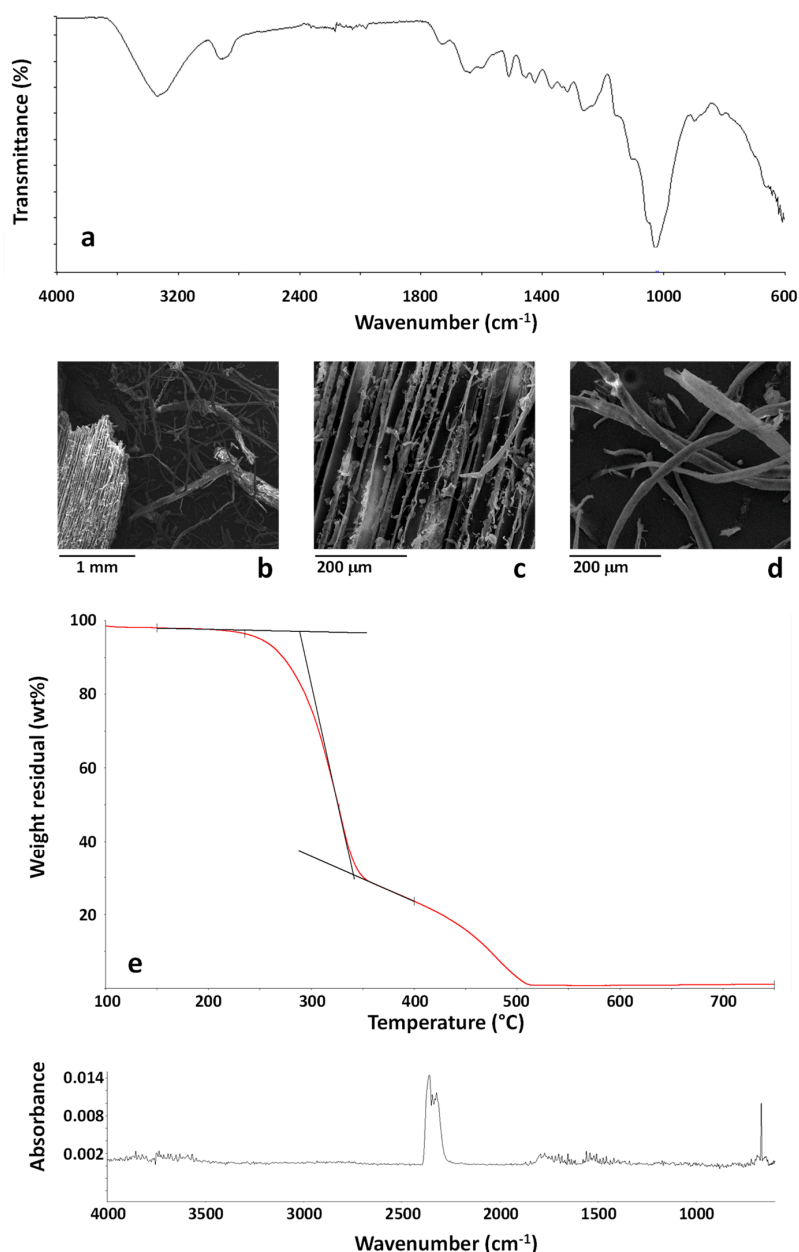 Transmittance (%)
a
4000 3200 2400 1800 1400 1000 600
Wavenumber (cm-1)
1 mm b
200 μm c
200 μm d
Weight residual (wt%)
100
80
60
40
20
e
100 200 300 400 500 600 700
Temperature (°C)
Absorbance
0.014
0.008
0.002
4000 3500 3000 2500 2000 1500 1000
Wavenumber (cm-1)